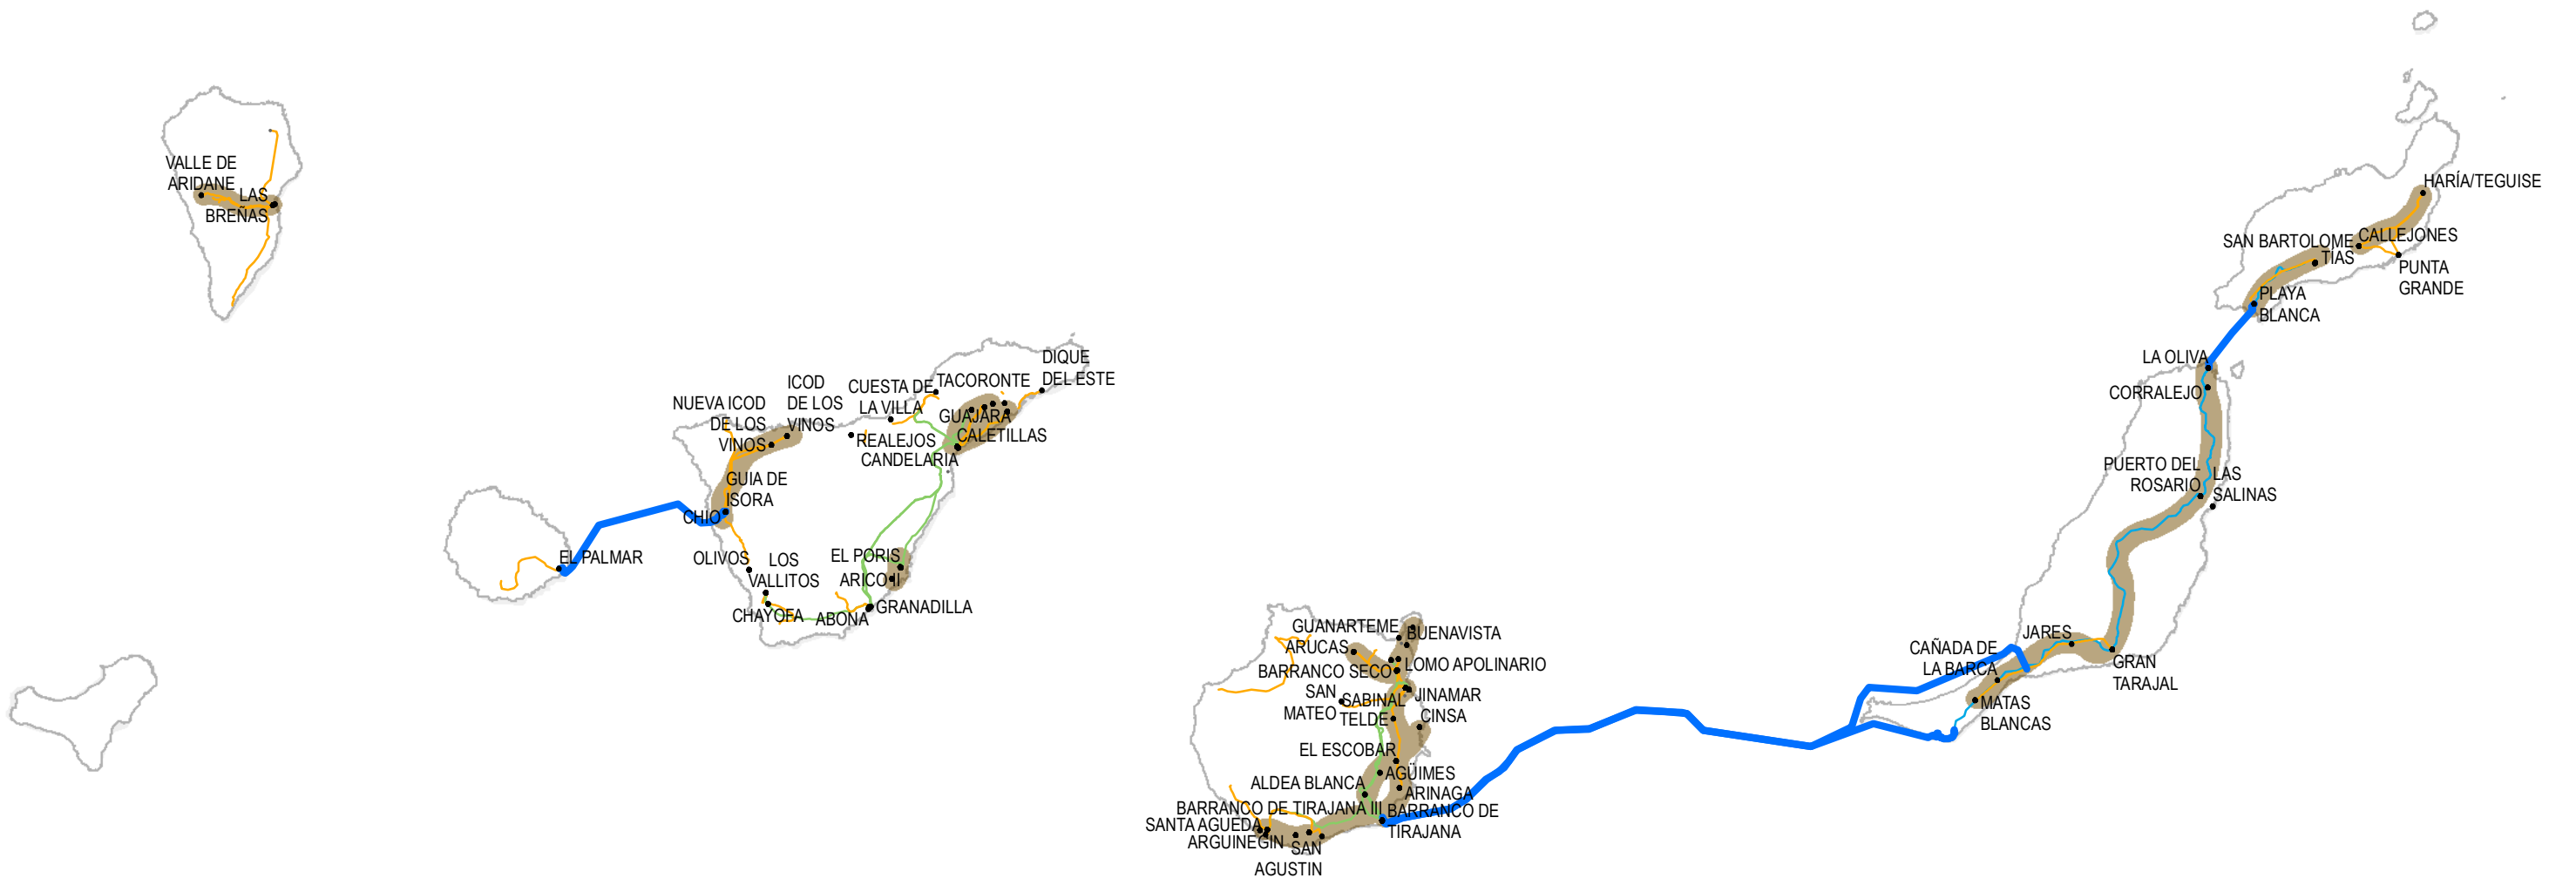 VALLE DE
ARIDANE
LAS
BREÑAS
EL PALMAR
NUEVA ICOD
DE LOS
VINOS
ICOD
DE LOS
VINOS
CUESTA DE
LA VILLA
TACORONTE
DIQUE
DEL ESTE
GUAJARA
CALETILLAS
REALEJOS
CANDELARIA
GUIA DE
ISORA
CHIO
OLIVOS
LOS
VALLITOS
CHAYOFA
ABONA
EL PORIS
ARICO II
GRANADILLA
GUANARTEME
BUENAVISTA
ARUCAS
LOMO APOLINARIO
BARRANCO SECO
SAN
MATEO
SABINAL
JINAMAR
TELDE
CINSA
EL ESCOBAR
AGÜIMES
ALDEA BLANCA
ARINAGA
BARRANCO DE TIRAJANA III
BARRANCO DE
TIRAJANA
SANTA AGUEDA
ARGUINEGIN
SAN
AGUSTIN
HARÍA/TEGUISE
SAN BARTOLOME
CALLEJONES
TÍAS
PUNTA
GRANDE
PLAYA
BLANCA
LA OLIVA
CORRALEJO
PUERTO DEL
ROSARIO
LAS
SALINAS
JARES
CAÑADA DE
LA BARCA
GRAN
TARAJAL
MATAS
BLANCAS